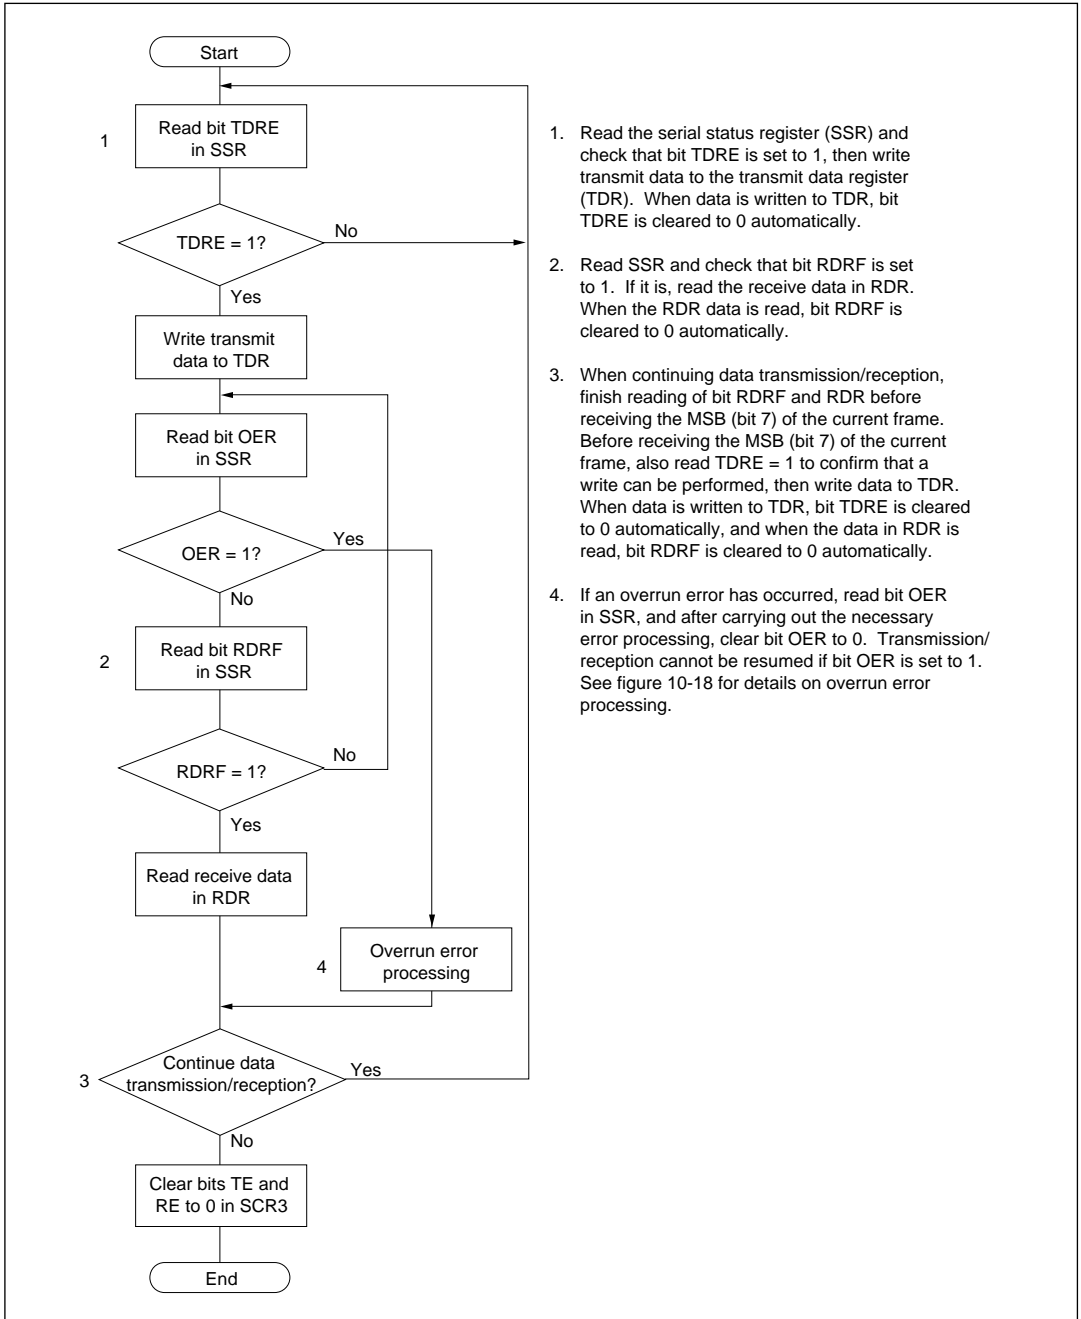 Start
1
Read bit TDRE
in SSR
TDRE = 1?
No
Yes
Write transmit
data to TDR
Read bit OER
in SSR
OER = 1?
Yes
No
2
Read bit RDRF
in SSR
RDRF = 1?
No
Yes
Read receive data
in RDR
4
Overrun error
processing
3
Continue data
transmission/reception?
Yes
No
Clear bits TE and
RE to 0 in SCR3
End
1. Read the serial status register (SSR) and
check that bit TDRE is set to 1, then write
transmit data to the transmit data register
(TDR). When data is written to TDR, bit
TDRE is cleared to 0 automatically.
2. Read SSR and check that bit RDRF is set
to 1. If it is, read the receive data in RDR.
When the RDR data is read, bit RDRF is
cleared to 0 automatically.
3. When continuing data transmission/reception,
finish reading of bit RDRF and RDR before
receiving the MSB (bit 7) of the current frame.
Before receiving the MSB (bit 7) of the current
frame, also read TDRE = 1 to confirm that a
write can be performed, then write data to TDR.
When data is written to TDR, bit TDRE is cleared
to 0 automatically, and when the data in RDR is
read, bit RDRF is cleared to 0 automatically.
4. If an overrun error has occurred, read bit OER
in SSR, and after carrying out the necessary
error processing, clear bit OER to 0. Transmission/
reception cannot be resumed if bit OER is set to 1.
See figure 10-18 for details on overrun error
processing.